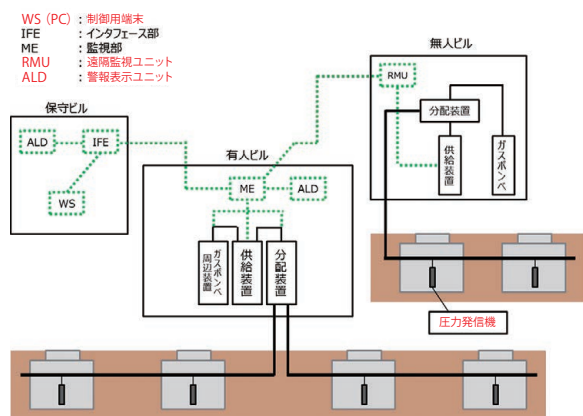 WS (PC) : 制御用端末
IFE : インタフェース部
ME : 監視部
RMU : 遠隔監視ユニット
ALD : 警報表示ユニット
無人ビル
RMU
分配装置
供給装置
ガスボンベ
保守ビル
ALD
IFE
WS
有人ビル
ME
ALD
ガスボンベ
周辺装置
供給装置
分配装置
圧力発信機